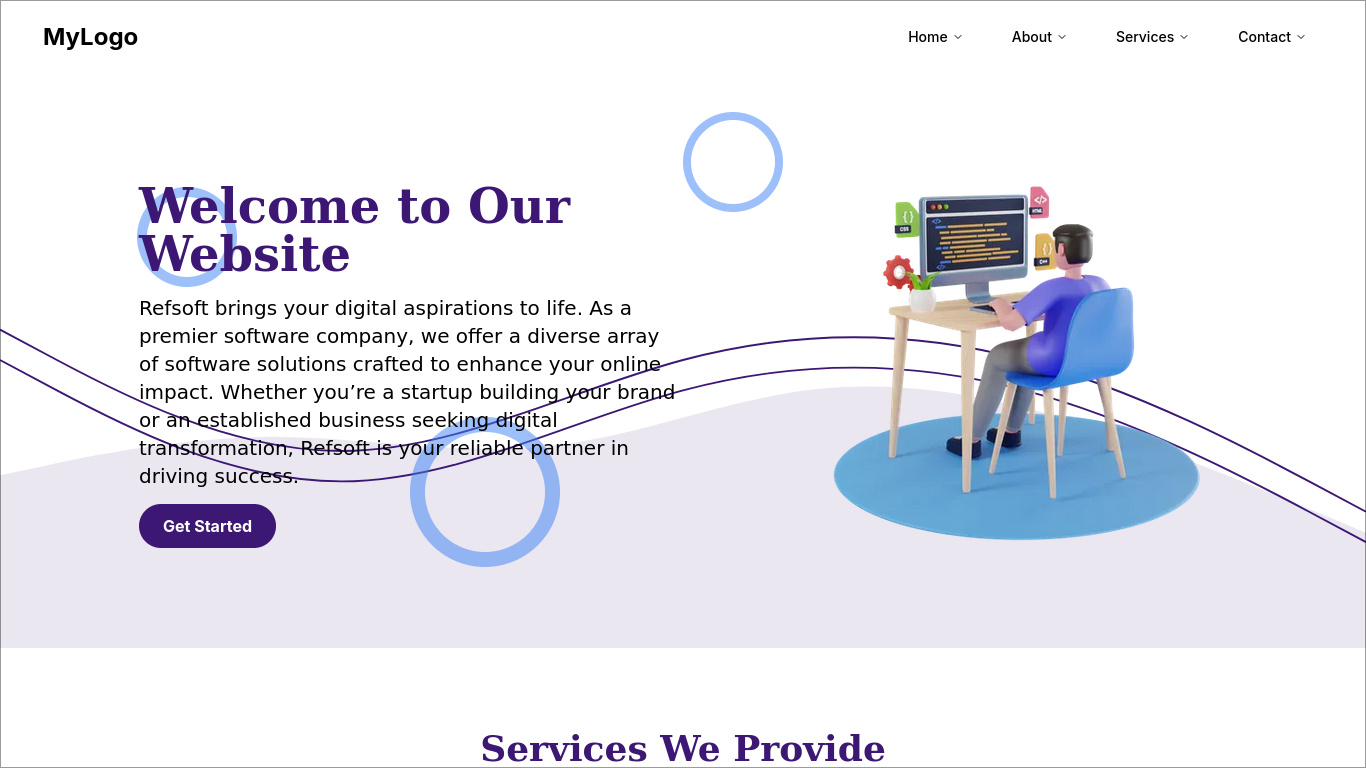 MyLogo
Home
About
Services
Contact
Welcome to Our
Website
Refsoft brings your digital aspirations to life. As a
premier software company, we offer a diverse array
of software solutions crafted to enhance your online
impact. Whether you’re a startup building your brand
or an established business seeking digital
transformation, Refsoft is your reliable partner in
driving success.
Get Started
{ }
CSS
</>
HTML
{ }
C++
Services We Provide